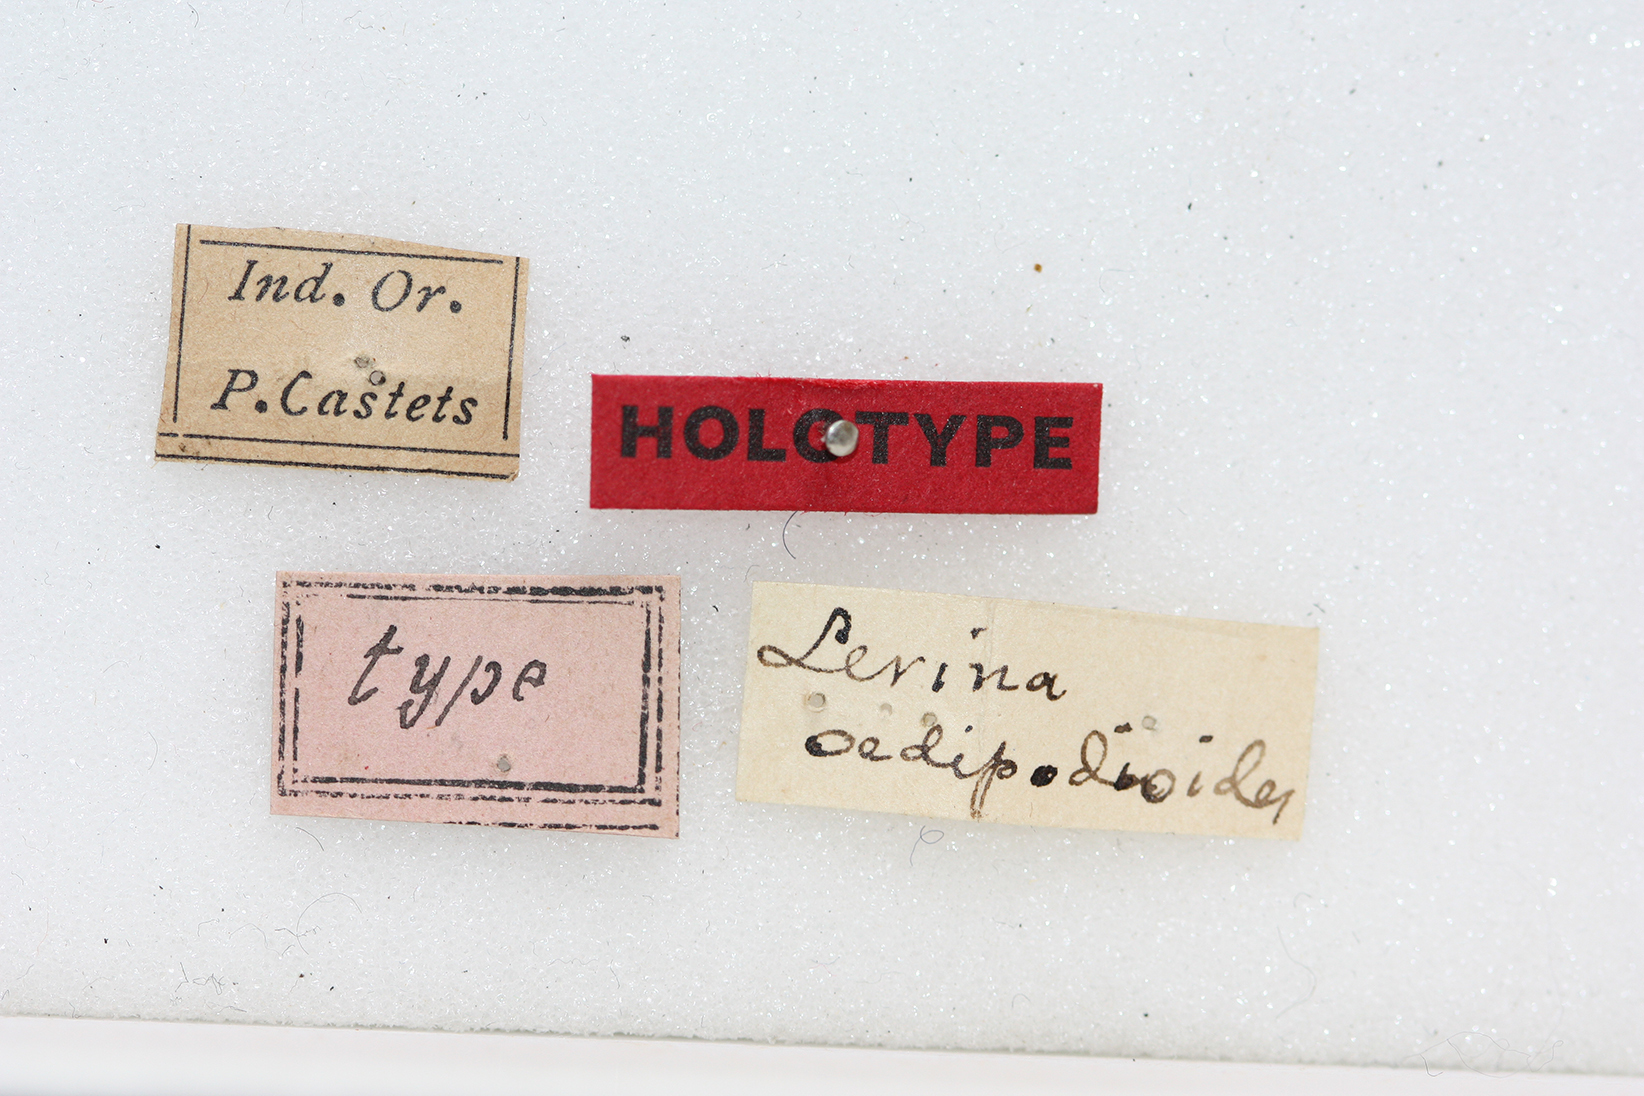 Ind. Or.
P. Castets
HOLOTYPE
type
Lerina
oedipodioides